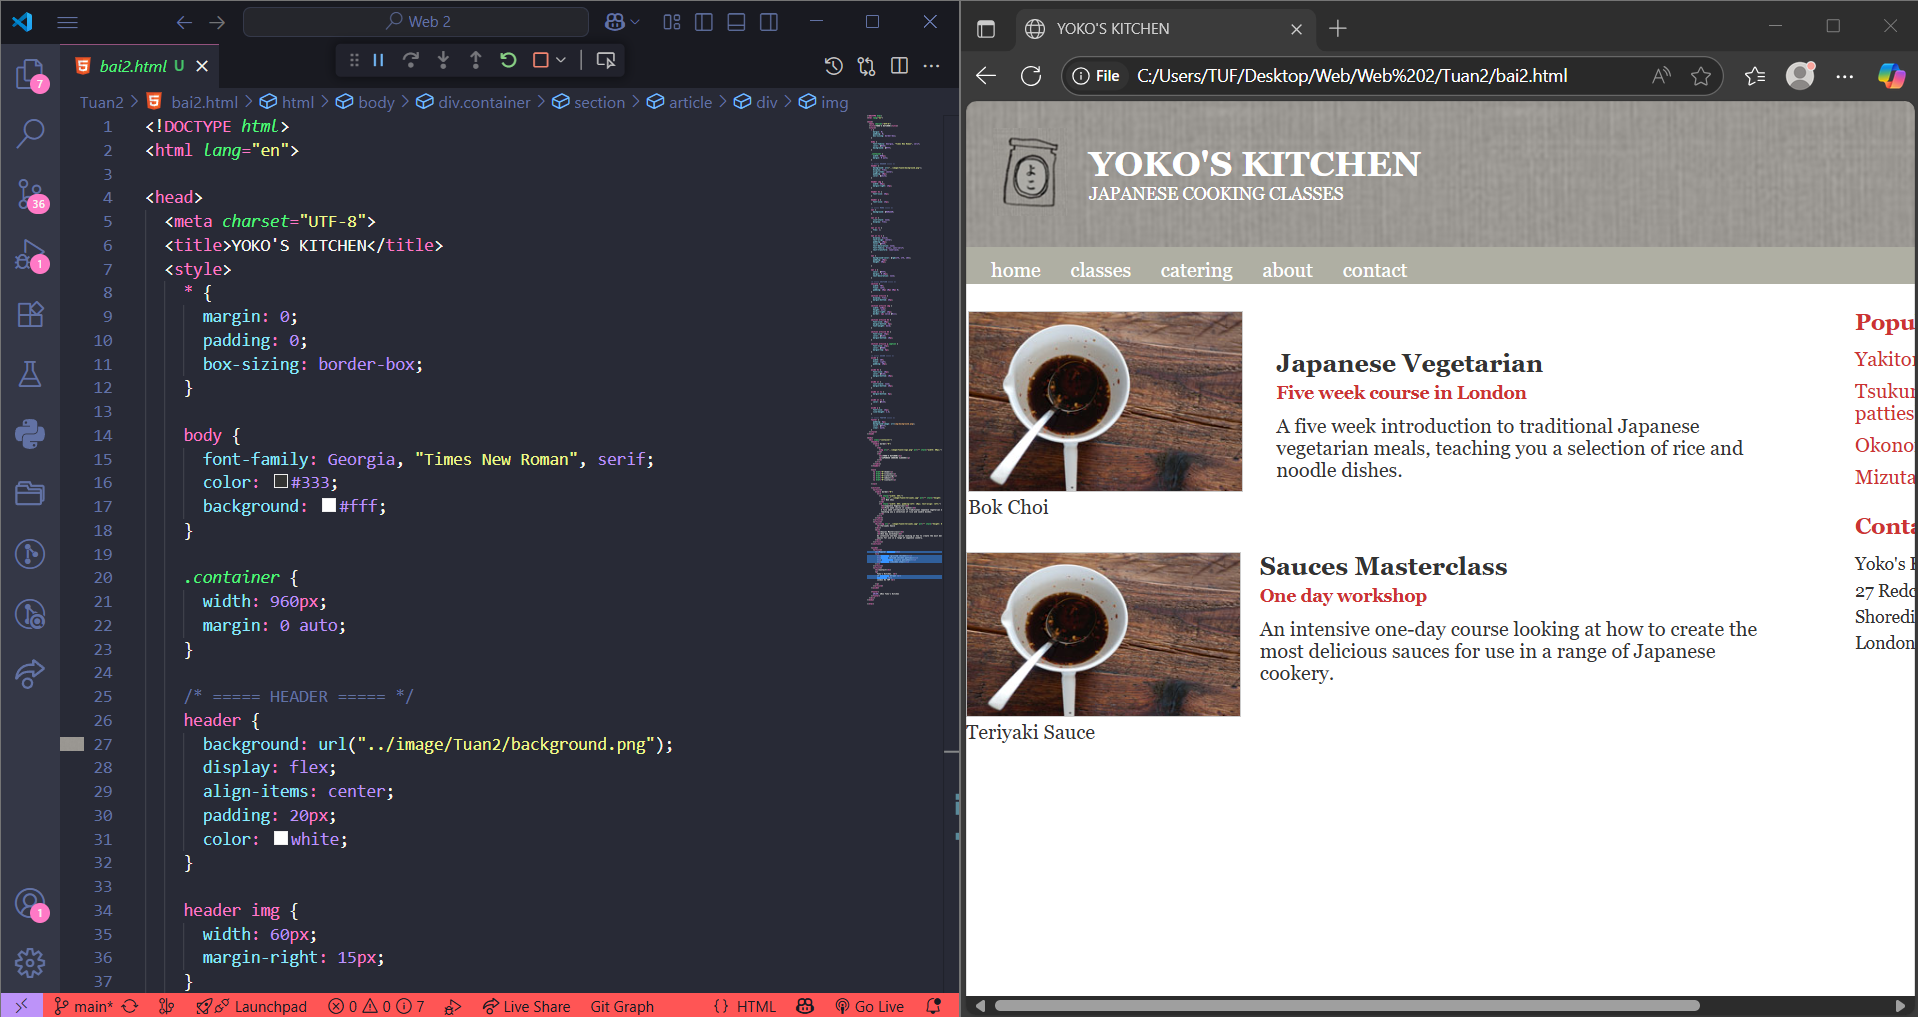 Web 2
bai2.html U
7
36
1
1
Tuan2 > bai2.html > html > body > div.container > section > article > div > img
1 <!DOCTYPE html>
2 <html lang="en">
3
4 <head>
5 <meta charset="UTF-8">
6 <title>YOKO'S KITCHEN</title>
7 <style>
8 * {
9 margin: 0;
10 padding: 0;
11 box-sizing: border-box;
12 }
13
14 body {
15 font-family: Georgia, "Times New Roman", serif;
16 color: #333;
17 background: #fff;
18 }
19
20 .container {
21 width: 960px;
22 margin: 0 auto;
23 }
24
25 /* ===== HEADER ===== */
26 header {
27 background: url("../image/Tuan2/background.png");
28 display: flex;
29 align-items: center;
30 padding: 20px;
31 color: white;
32 }
33
34 header img {
35 width: 60px;
36 margin-right: 15px;
37 }
main* Launchpad 0 0 7 Live Share Git Graph {} HTML Go Live
YOKO'S KITCHEN
File C:/Users/TUF/Desktop/Web/Web%202/Tuan2/bai2.html
よこ
YOKO'S KITCHEN
JAPANESE COOKING CLASSES
home classes catering about contact
Bok Choi
Japanese Vegetarian
Five week course in London
A five week introduction to traditional Japanese
vegetarian meals, teaching you a selection of rice and
noodle dishes.
Teriyaki Sauce
Sauces Masterclass
One day workshop
An intensive one-day course looking at how to create the
most delicious sauces for use in a range of Japanese
cookery.
Popu
Yakitor
Tsukur
patties
Okono
Mizuta
Conta
Yoko's
27 Redc
Shoredi
London